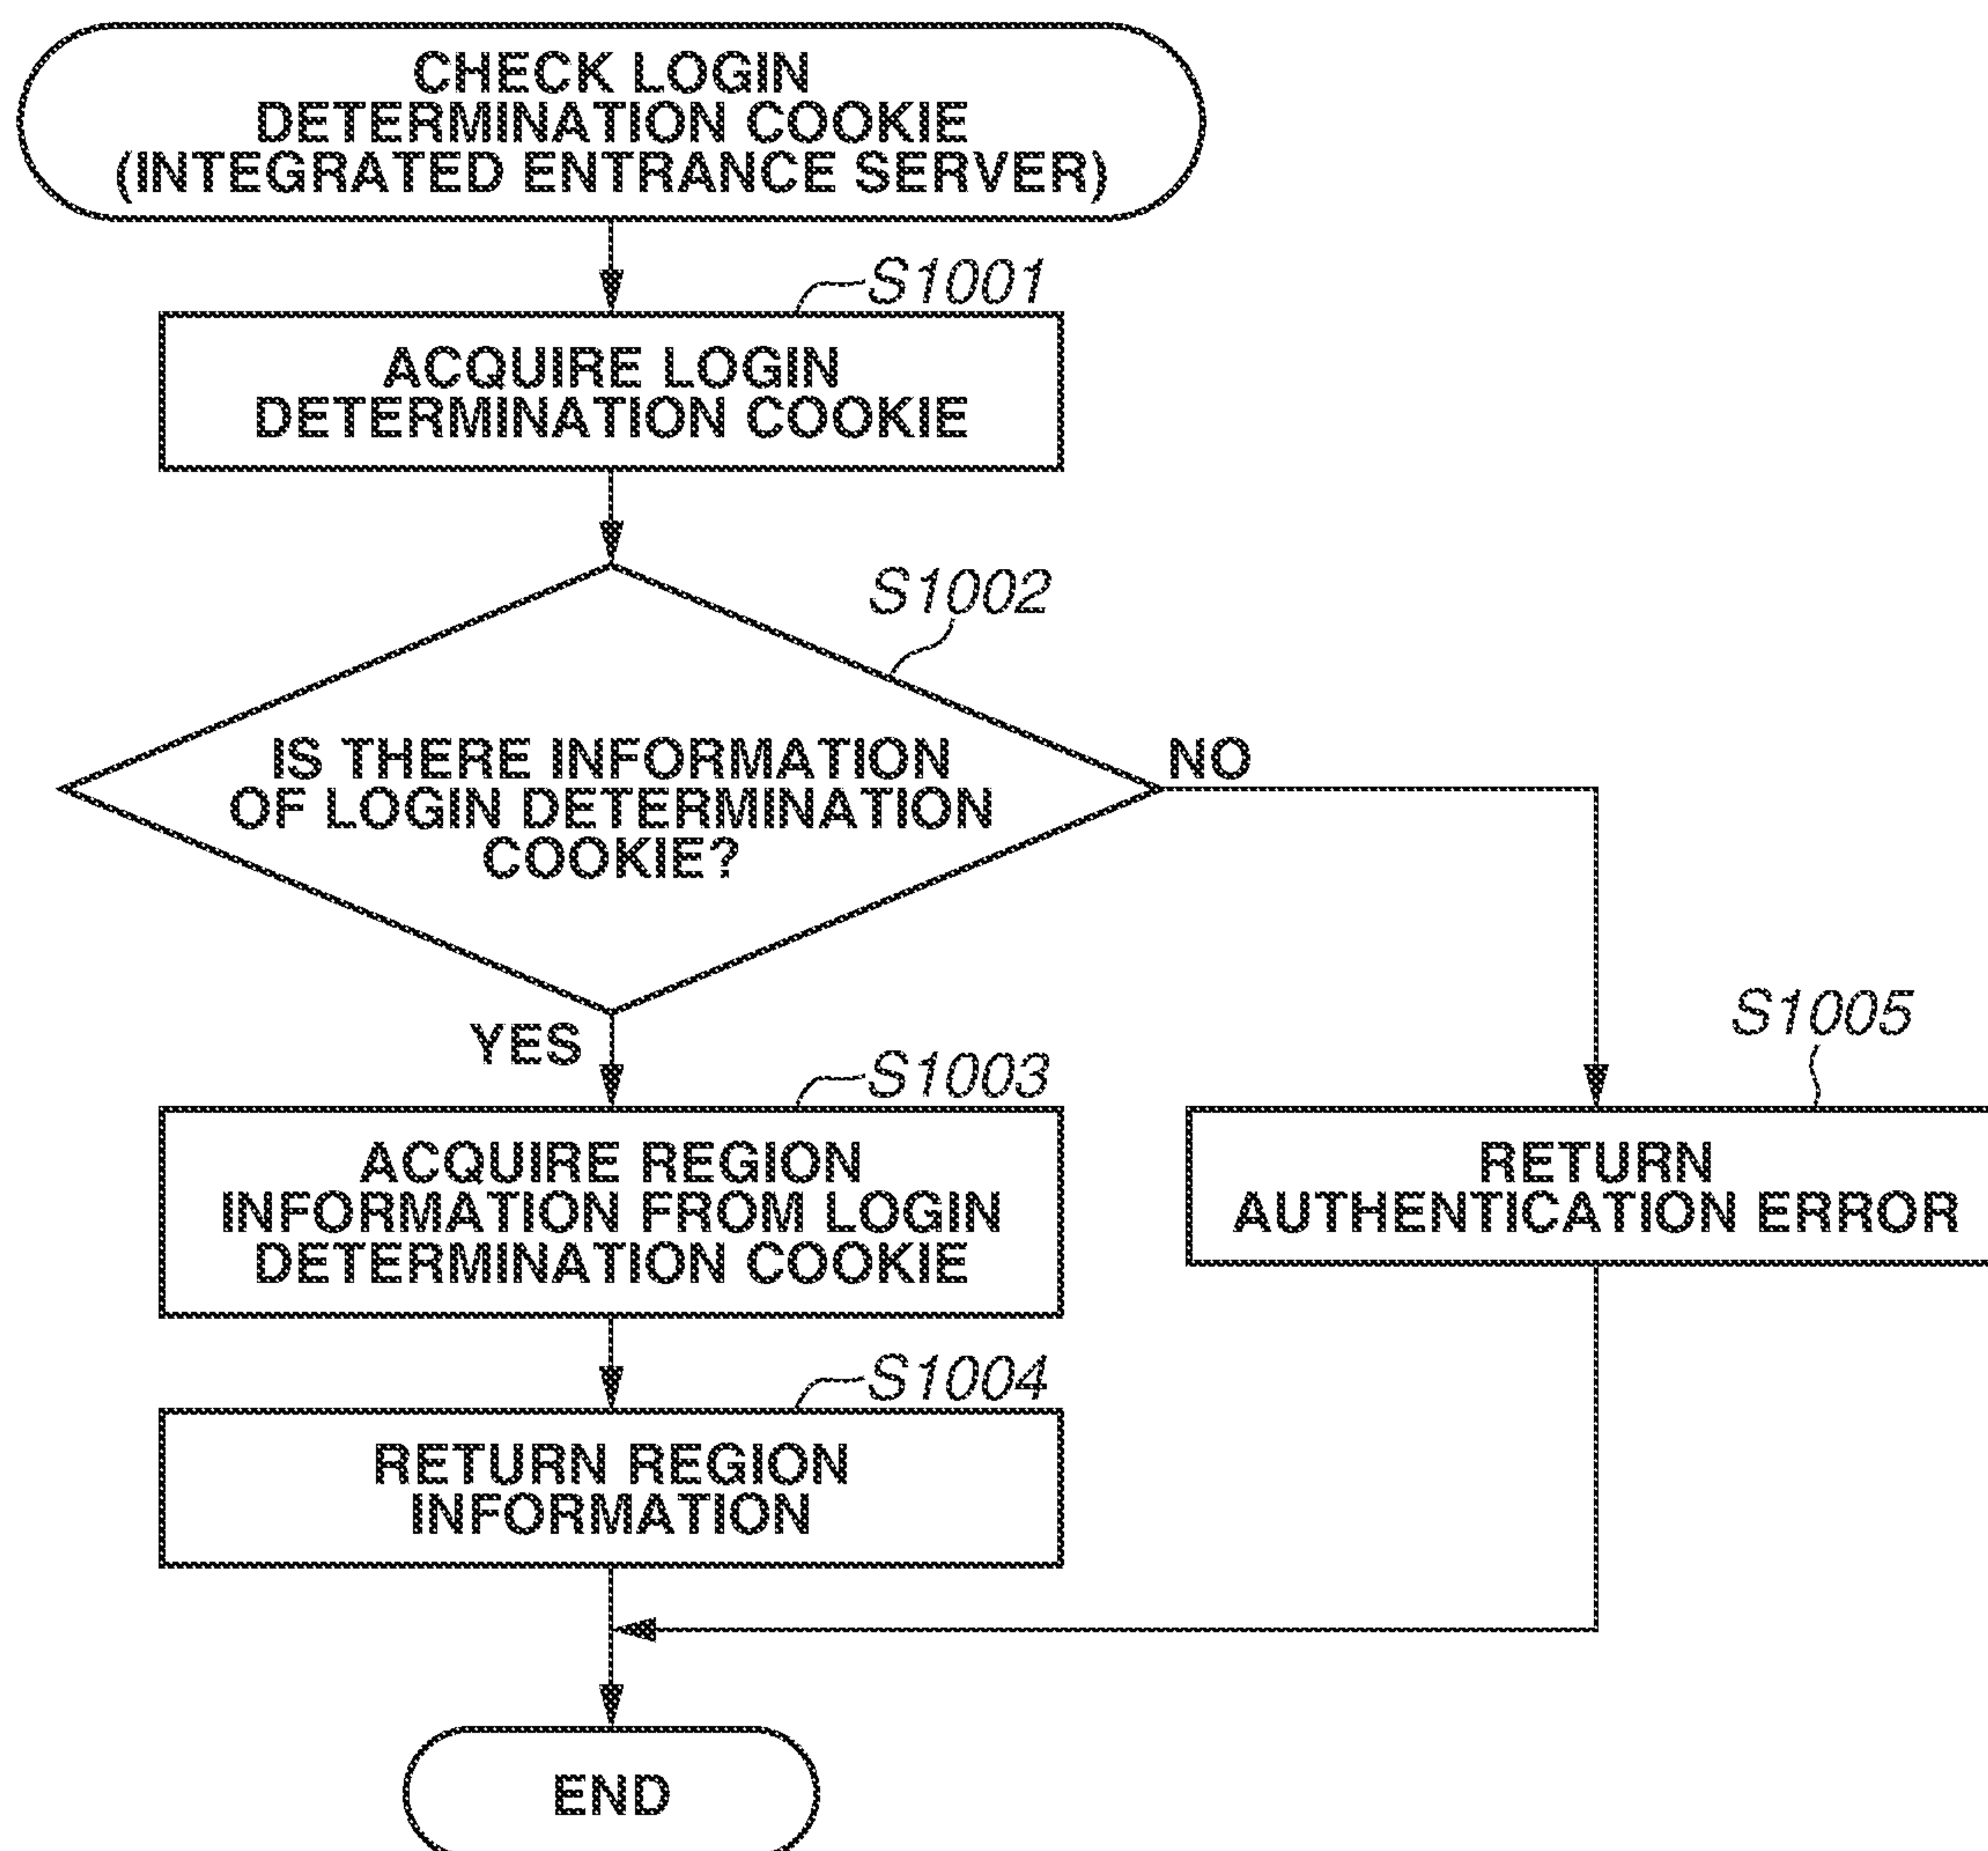 CHECK LOGIN
DETERMINATION COOKIE
(INTEGRATED ENTRANCE SERVER)
S1001
ACQUIRE LOGIN
DETERMINATION COOKIE
S1002
IS THERE INFORMATION
OF LOGIN DETERMINATION
COOKIE?
NO
YES
S1003
ACQUIRE REGION
INFORMATION FROM LOGIN
DETERMINATION COOKIE
S1005
RETURN
AUTHENTICATION ERROR
S1004
RETURN REGION
INFORMATION
END